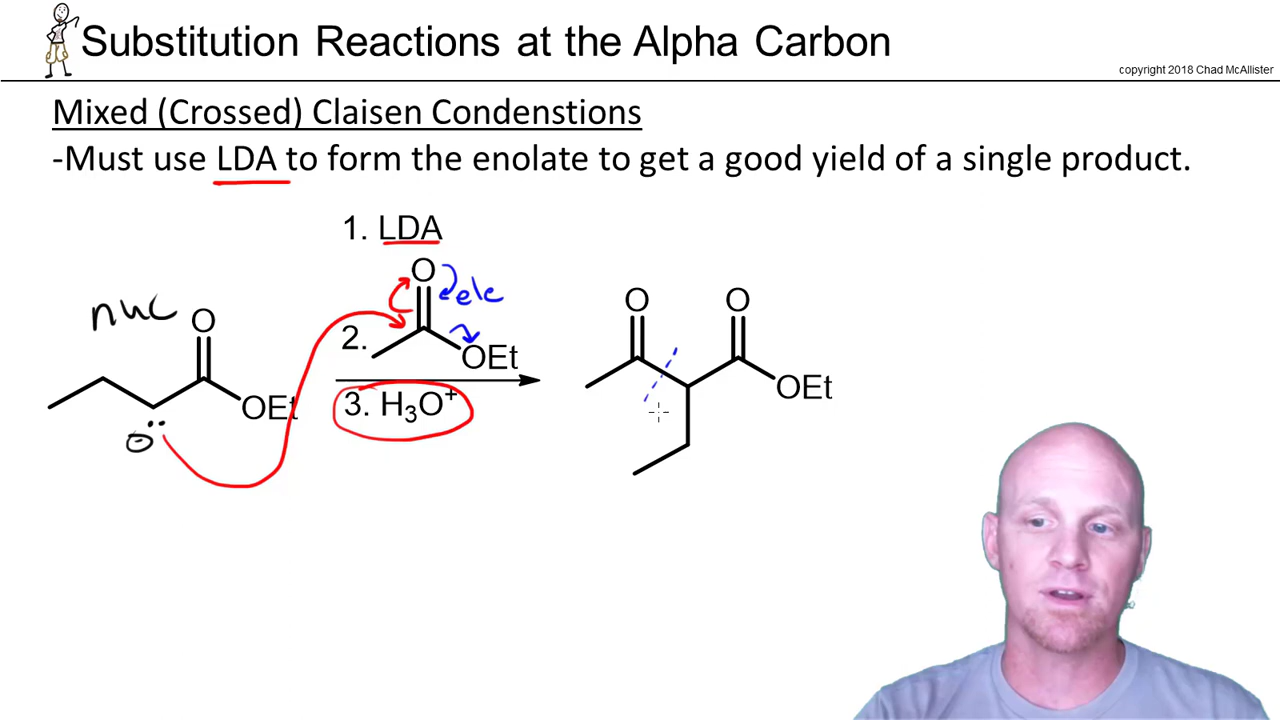 Substitution Reactions at the Alpha Carbon
copyright 2018 Chad McAllister
Mixed (Crossed) Claisen Condenstions
-Must use LDA to form the enolate to get a good yield of a single product.
1. LDA
O
ele
nuc
O
2.
OEt
OEt
⊖
3. H₃O⁺
O
O
OEt